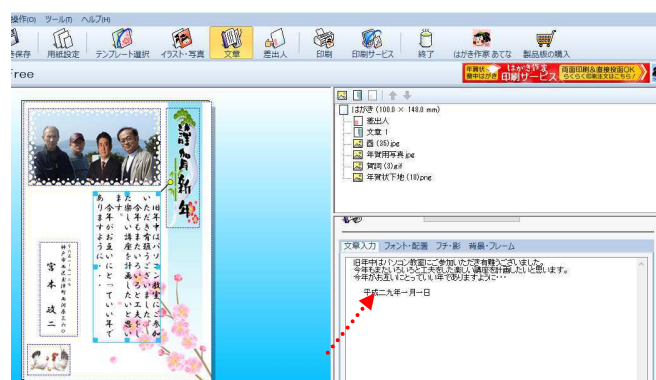 操作(O) ツール(T) ヘルプ(H)
保存 用紙設定 テンプレート選択 イラスト・写真 文章 差出人 印刷 印刷サービス 終了 はがき作家 あてな 製品版の購入
Free
年賀状・喪中はがき はがき作家 印刷サービス 両面印刷&直接投函OK らくらく印刷注文はこちら!
はがき (100.0 × 148.0 mm)
差出人
文章 1
酉 (35).jpg
年賀用写真.jpg
賀詞 (3).gif
年賀状下地 (10).png
文章入力 フォント・配置 フチ・影 背景・フレーム
旧年中はパソコン教室にご参加いただき有難うございました。
今年もまたいろいろと工夫をした楽しい講座を計画したいと思います。
今年がお互いにとっていい年でありますように・・・
平成二九年一月一日
謹賀新年
旧年中はパソコン教室にご参加
いただき有難うございました。
今年もまたいろいろと工夫をし
た楽しい講座を計画したいと思い
ます。
今年がお互いにとっていい年で
ありますように・・・
宮本 政二